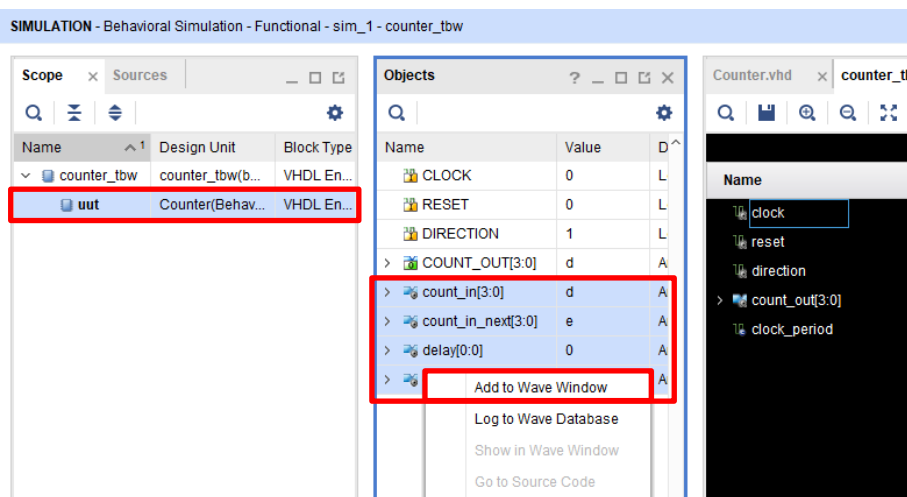 SIMULATION - Behavioral Simulation - Functional - sim_1 - counter_tbw
Scope × Sources
Name 1 Design Unit Block Type
counter_tbw counter_tbw(b... VHDL En...
uut Counter(Behav... VHDL En...
Objects ?
Name Value D
CLOCK 0 L
RESET 0 L
DIRECTION 1 L
COUNT_OUT[3:0] d A
count_in[3:0] d A
count_in_next[3:0] e A
delay[0:0] 0 A
A
Add to Wave Window
Log to Wave Database
Show in Wave Window
Go to Source Code
Counter.vhd × counter_tb
Name
clock
reset
direction
count_out[3:0]
clock_period